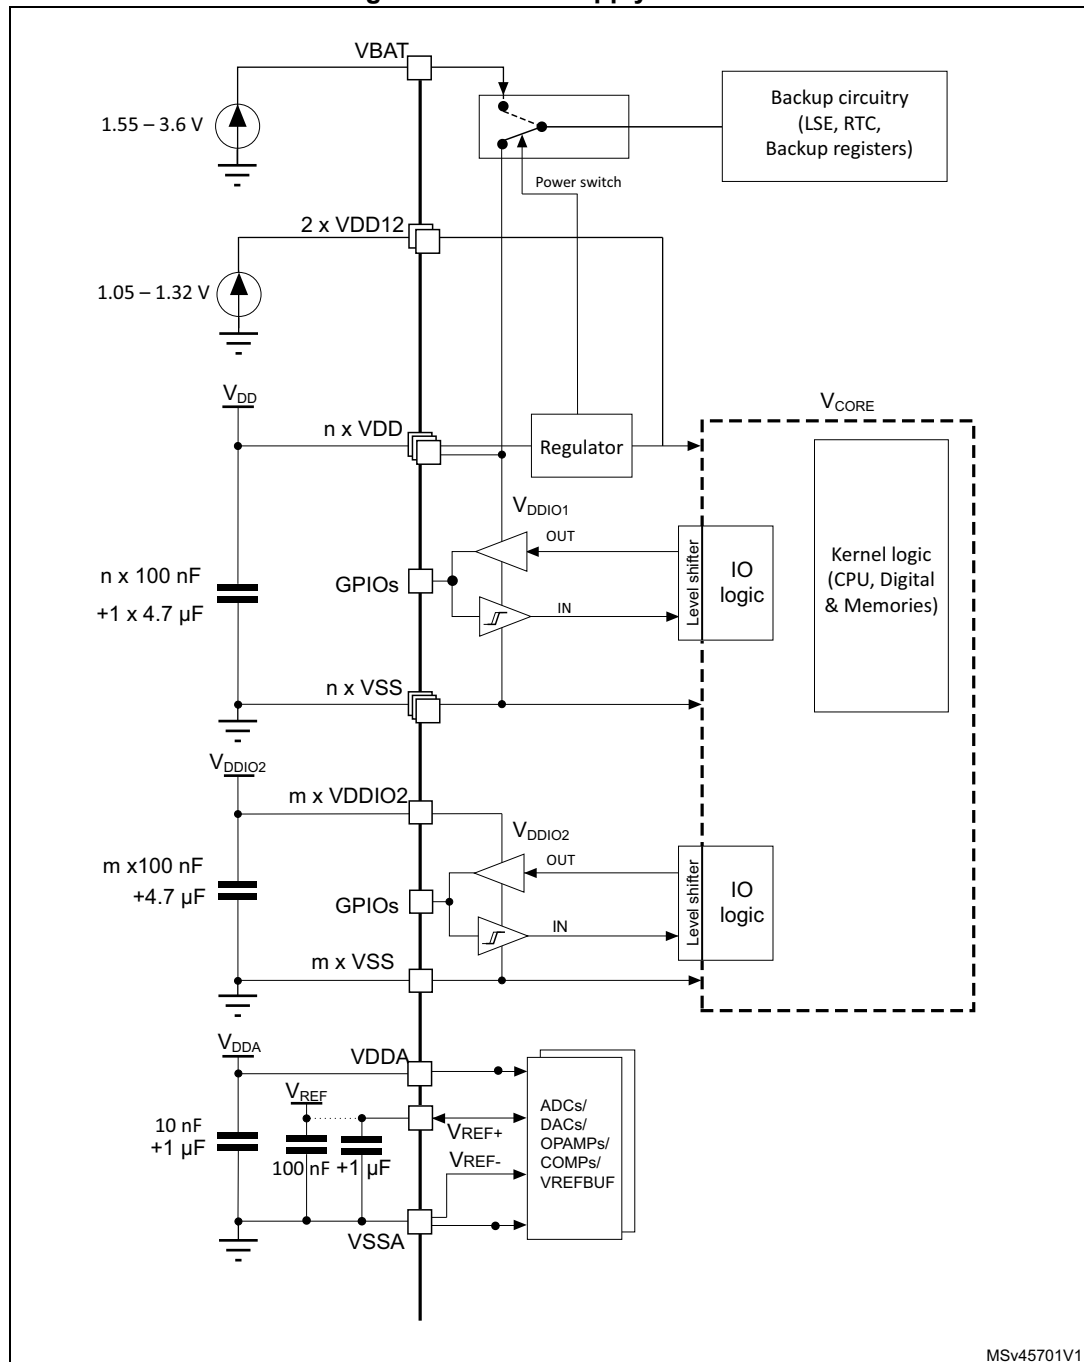 VBAT
1.55 – 3.6 V
Backup circuitry
(LSE, RTC,
Backup registers)
Power switch
2 x VDD12
1.05 – 1.32 V
VDD
n x VDD
Regulator
VCORE
VDDIO1
OUT
n x 100 nF
+1 x 4.7 µF
GPIOs
IN
Level shifter
IO
logic
Kernel logic
(CPU, Digital
& Memories)
n x VSS
VDDIO2
m x VDDIO2
VDDIO2
OUT
m x100 nF
+4.7 µF
GPIOs
IN
Level shifter
IO
logic
m x VSS
VDDA
VDDA
VREF
10 nF
+1 µF
100 nF
+1 µF
VREF+
VREF-
ADCs/
DACs/
OPAMPs/
COMPs/
VREFBUF
VSSA
MSv45701V1